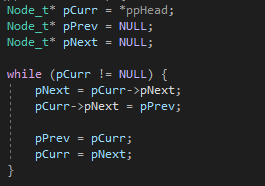 Node_t* pCurr = *ppHead;
Node_t* pPrev = NULL;
Node_t* pNext = NULL;

while (pCurr != NULL) {
    pNext = pCurr->pNext;
    pCurr->pNext = pPrev;

    pPrev = pCurr;
    pCurr = pNext;
}